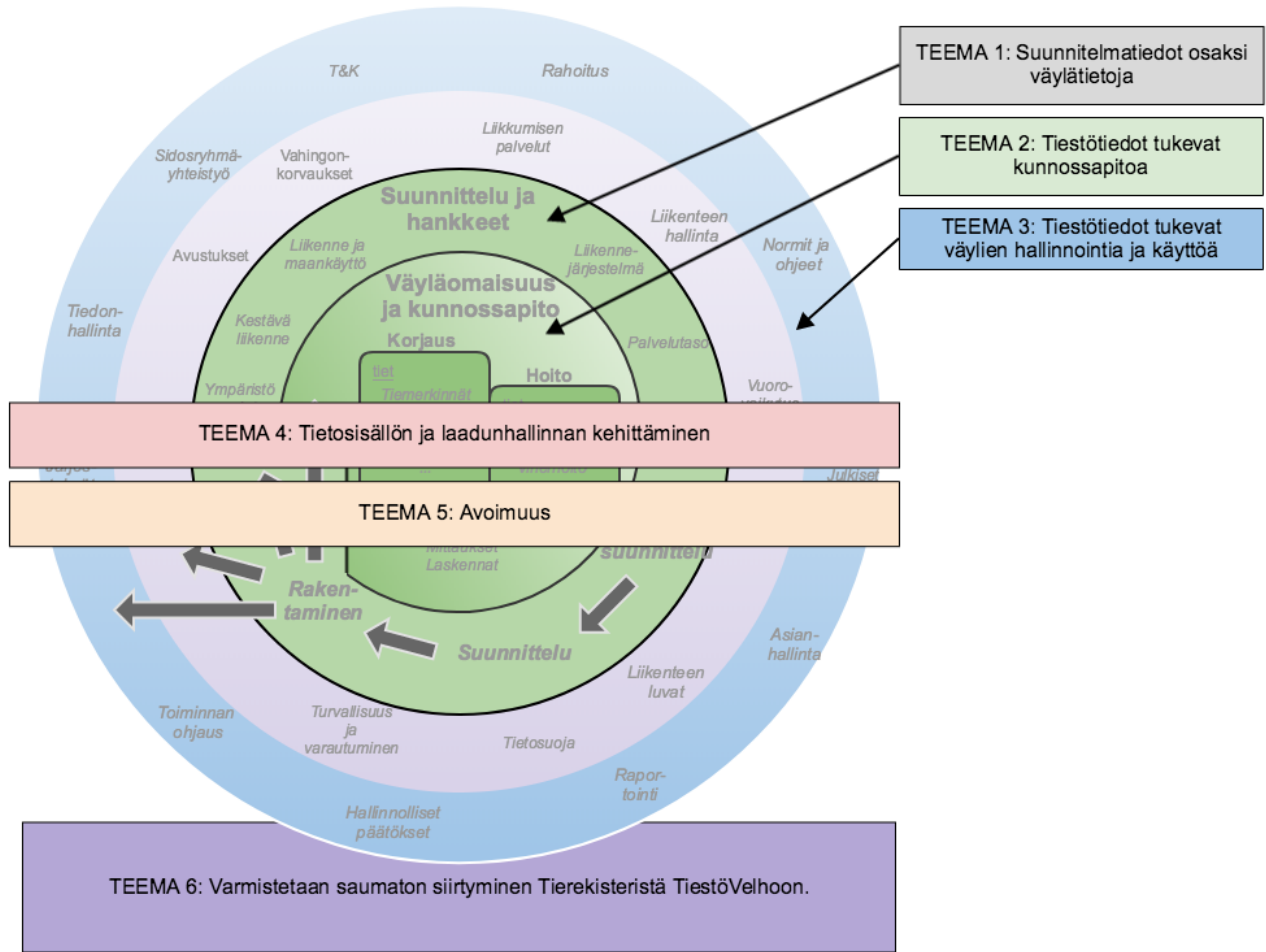 T&K
Rahoitus
TEEMA 1: Suunnitelmatiedot osaksi
väylätietoja
Liikkumisen
palvelut
Sidosryhmä-
yhteistyö
Vahingon-
korvaukset
TEEMA 2: Tiestötiedot tukevat
kunnossapitoa
Suunnittelu ja
hankkeet
Liikenteen
hallinta
Normit ja
ohjeet
TEEMA 3: Tiestötiedot tukevat
väylien hallinnointia ja käyttöä
Avustukset
Liikenne ja
maankäyttö
Liikenne-
järjestelmä
Väyläomaisuus
ja kunnossapito
Tiedon-
hallinta
Kestävä
liikenne
Korjaus
Palvelutaso
tiet
Hoito
Ympäristö
Tiemerkinnät
Vuoro-
TEEMA 4: Tietosisällön ja laadunhallinnan kehittäminen
...
Julkiset
TEEMA 5: Avoimuus
Mittaukset
Laskennat
suunnittelu
Raken-
taminen
Suunnittelu
Asian-
hallinta
Liikenteen
luvat
Toiminnan
ohjaus
Turvallisuus
ja
varautuminen
Tietosuoja
Rapor-
tointi
Hallinnolliset
päätökset
TEEMA 6: Varmistetaan saumaton siirtyminen Tierekisteristä TiestöVelhoon.